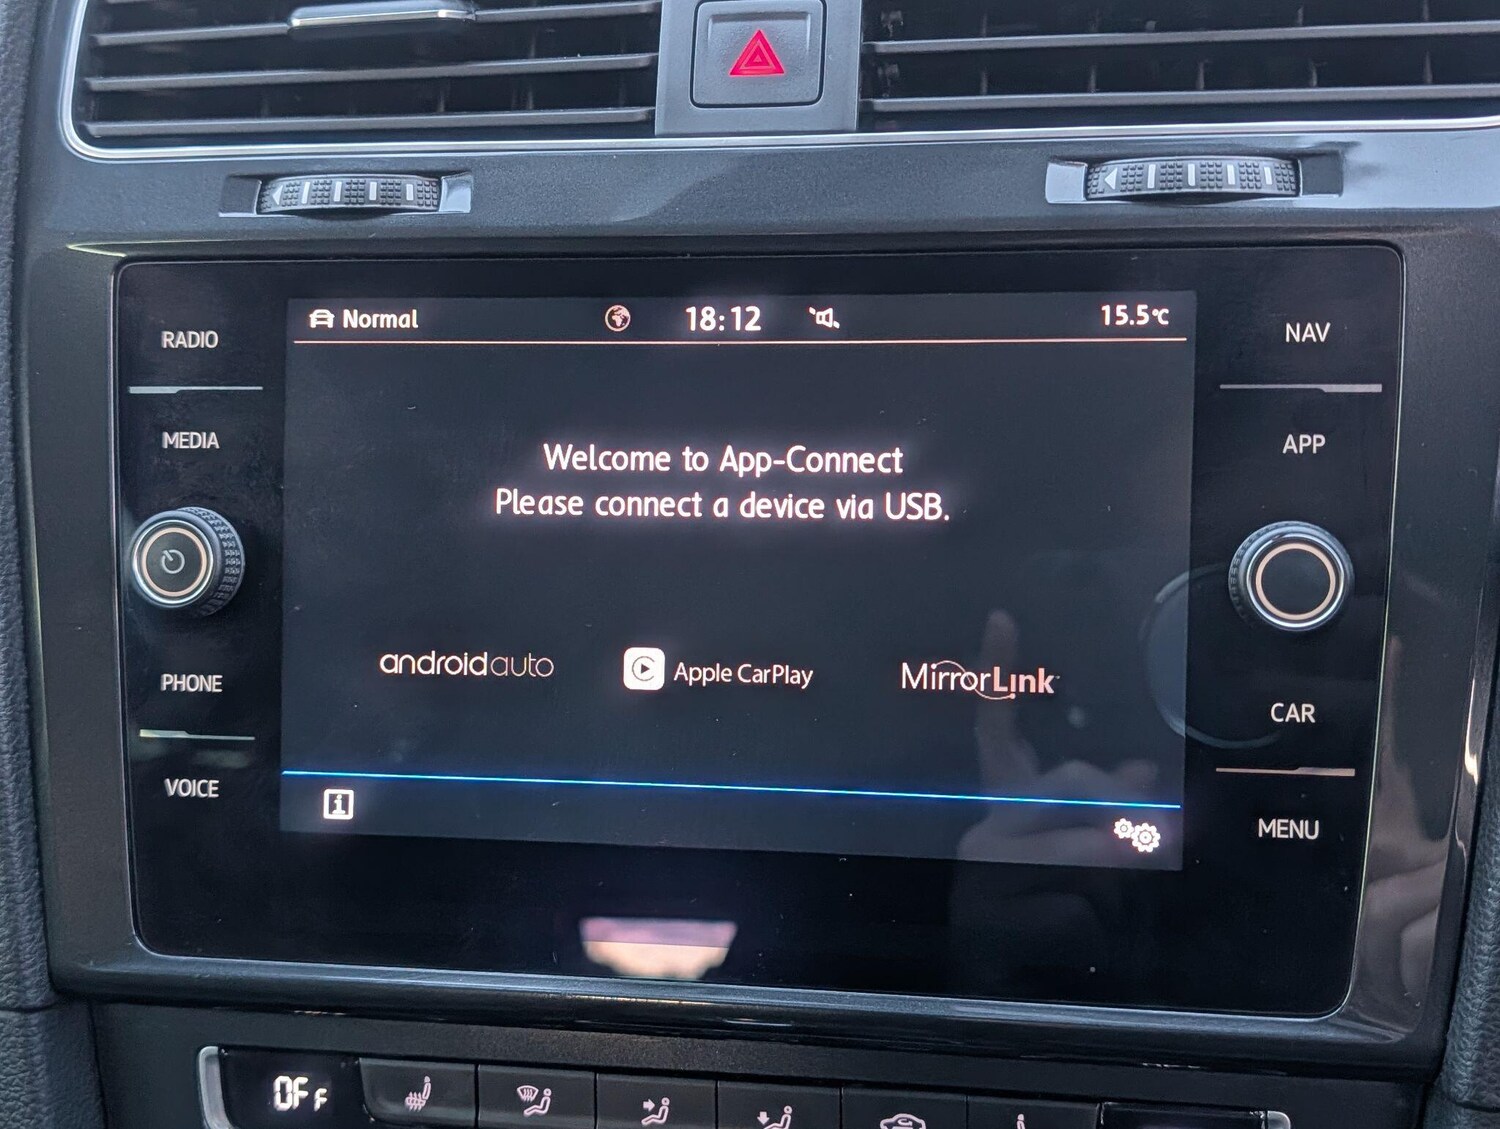 Normal
18:12
15.5°C
RADIO
MEDIA
PHONE
VOICE
Welcome to App-Connect
Please connect a device via USB.
androidauto
Apple CarPlay
MirrorLink
i
NAV
APP
CAR
MENU
OFF